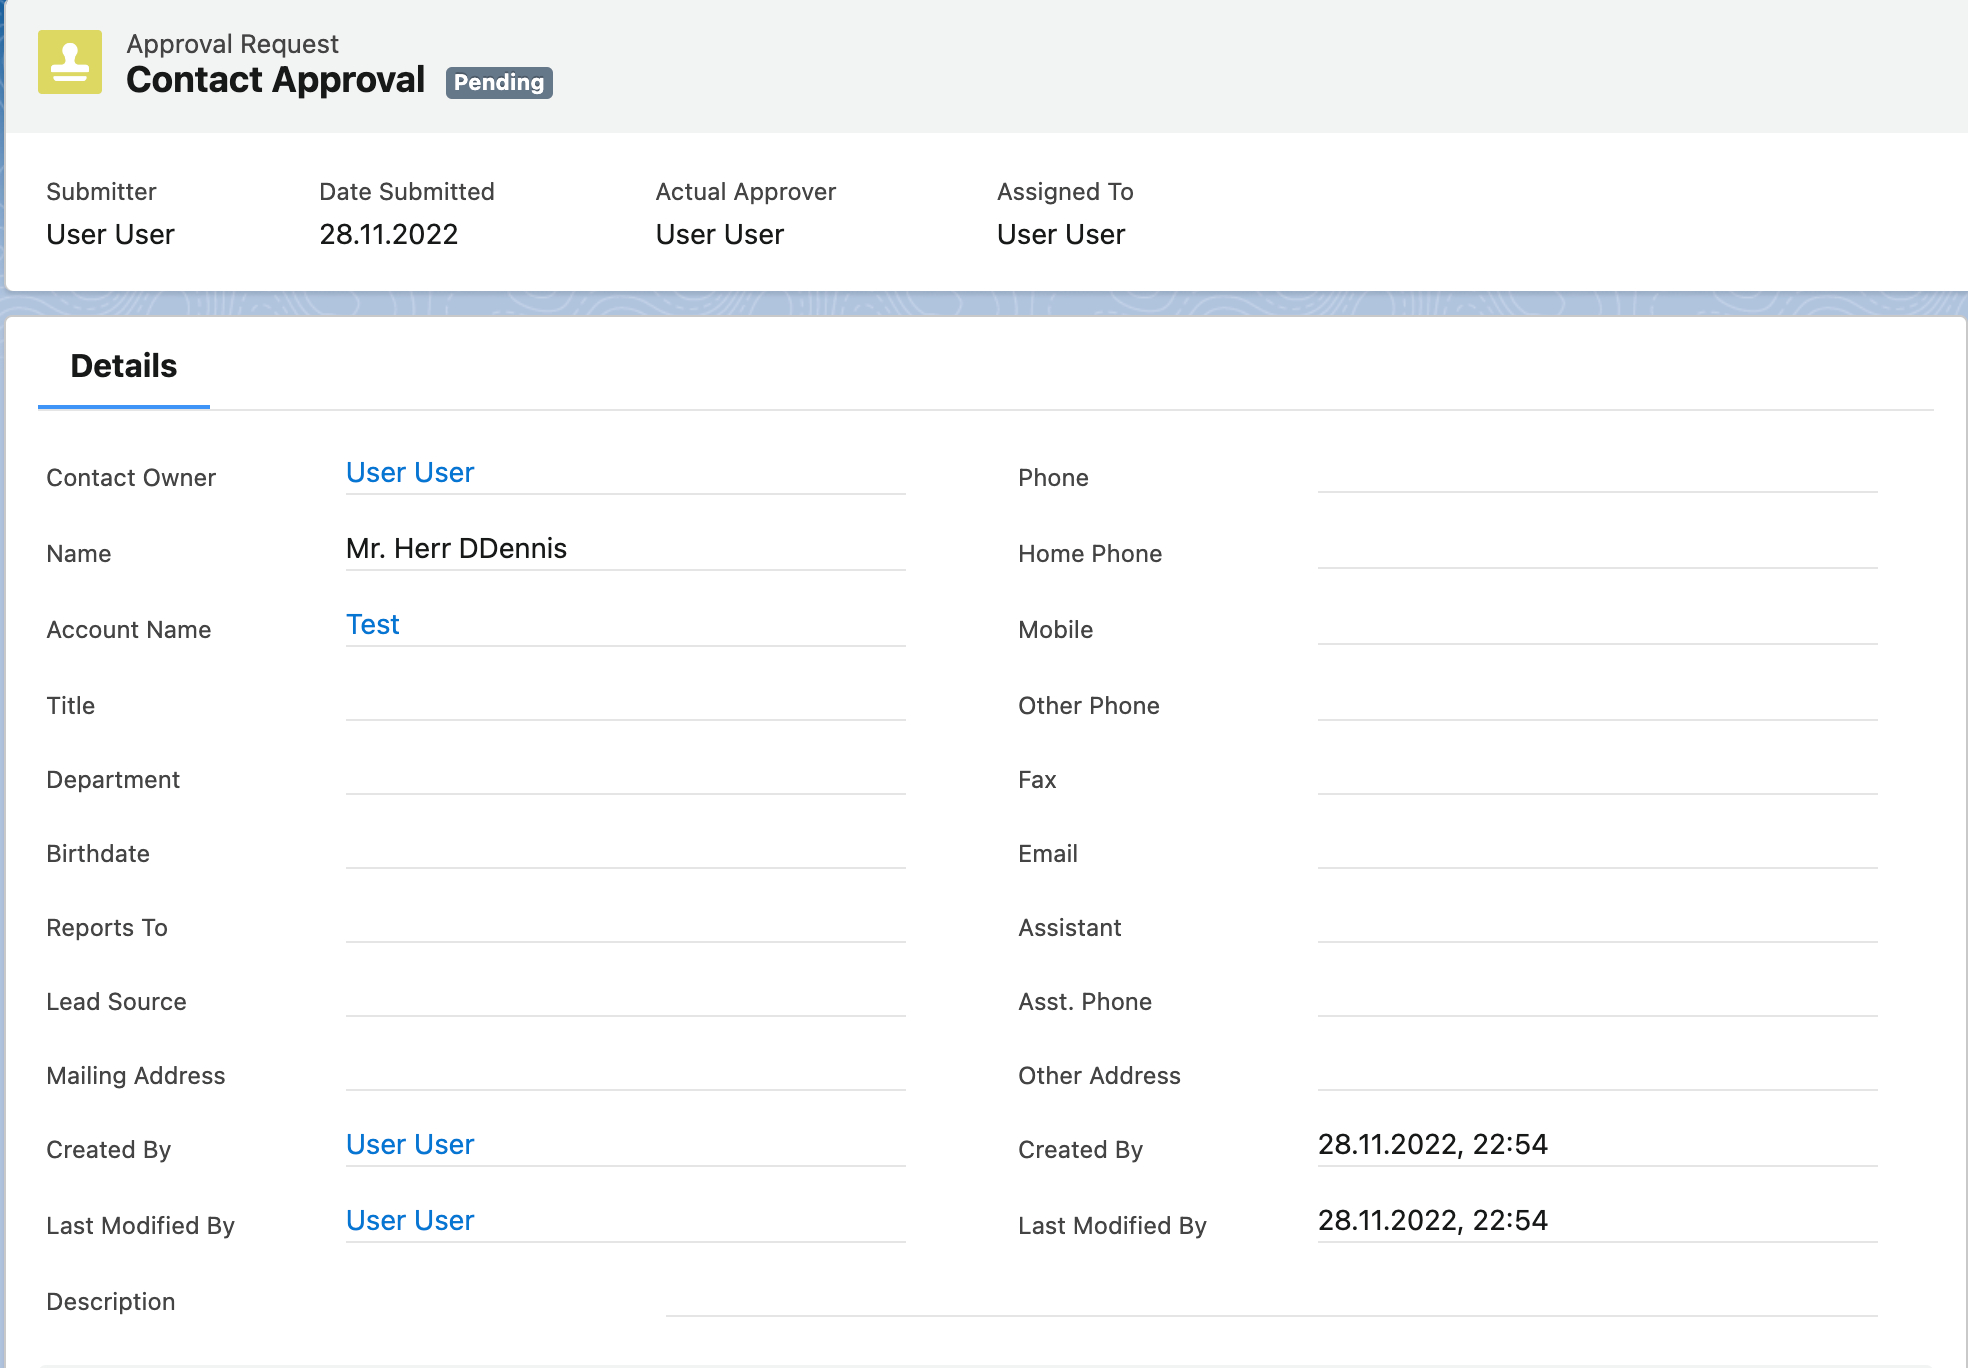 Approval Request
Contact Approval Pending
Submitter Date Submitted Actual Approver Assigned To
User User 28.11.2022 User User User User
Details
Contact Owner User User Phone
Name Mr. Herr DDennis Home Phone
Account Name Test Mobile
Title Other Phone
Department Fax
Birthdate Email
Reports To Assistant
Lead Source Asst. Phone
Mailing Address Other Address
Created By User User Created By 28.11.2022, 22:54
Last Modified By User User Last Modified By 28.11.2022, 22:54
Description